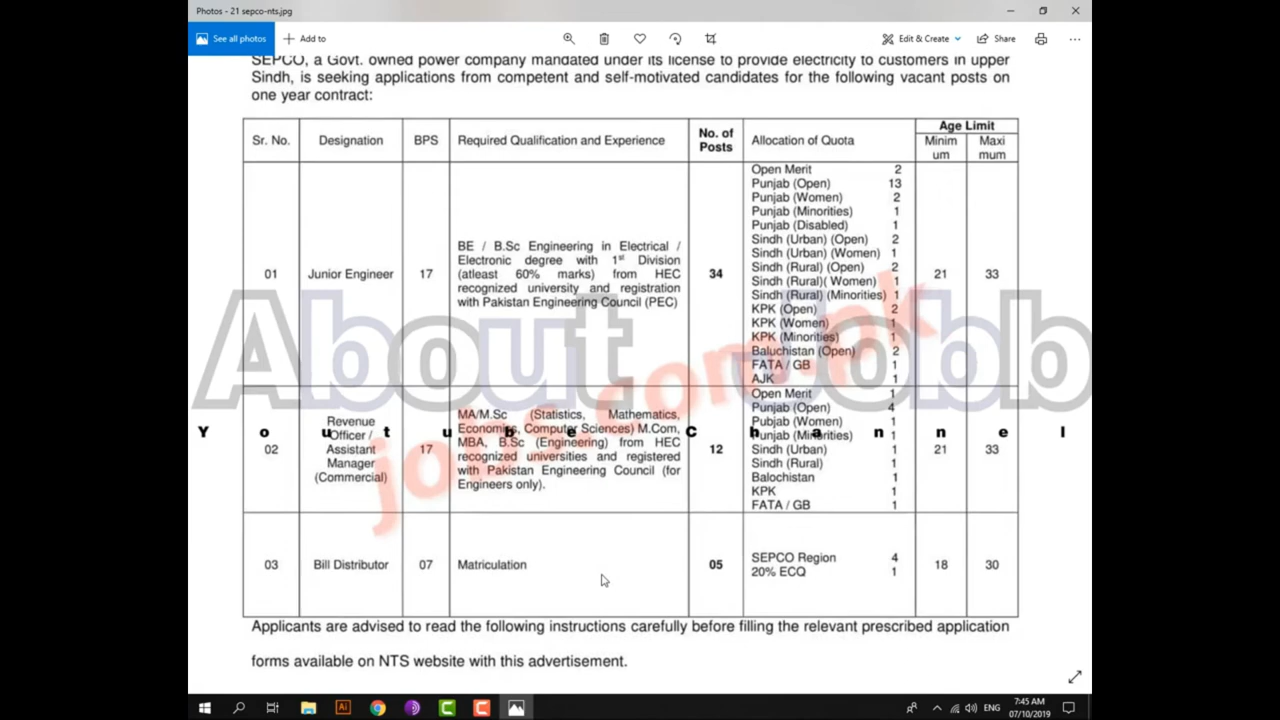 Photos - 21 sepco-nts.jpg
See all photos
Add to
Edit & Create
Share
SEPCO, a Govt. owned power company mandated under its license to provide electricity to customers in upper
Sindh, is seeking applications from competent and self-motivated candidates for the following vacant posts on
one year contract:
Sr. No. Designation BPS Required Qualification and Experience No. of Posts Allocation of Quota Age Limit
Minim um Maxi mum
01 Junior Engineer 17
BE / B.Sc Engineering in Electrical /
Electronic degree with 1st Division
(atleast 60% marks) from HEC
recognized university and registration
with Pakistan Engineering Council (PEC)
34
Open Merit 2
Punjab (Open) 13
Punjab (Women) 2
Punjab (Minorities) 1
Punjab (Disabled) 1
Sindh (Urban) (Open) 2
Sindh (Urban) (Women) 1
Sindh (Rural) (Open) 2
Sindh (Rural)( Women) 1
Sindh (Rural) (Minorities) 1
KPK (Open) 2
KPK (Women) 1
KPK (Minorities) 1
Baluchistan (Open) 2
FATA / GB 1
AJK 1
21 33
02
Revenue
Officer /
Assistant
Manager
(Commercial)
17
MA/M.Sc (Statistics, Mathematics,
Economics, Computer Sciences) M.Com,
MBA, B.Sc (Engineering) from HEC
recognized universities and registered
with Pakistan Engineering Council (for
Engineers only).
12
Open Merit 1
Punjab (Open) 4
Pubjab (Women) 1
Punjab (Minorities) 1
Sindh (Urban) 1
Sindh (Rural) 1
Balochistan 1
KPK 1
FATA / GB 1
21 33
03 Bill Distributor 07 Matriculation 05
SEPCO Region 4
20% ECQ 1
18 30
Applicants are advised to read the following instructions carefully before filling the relevant prescribed application
forms available on NTS website with this advertisement.
About Jobb
Youtube Channel
jobs.com.pk
ENG
7:45 AM
07/10/2019